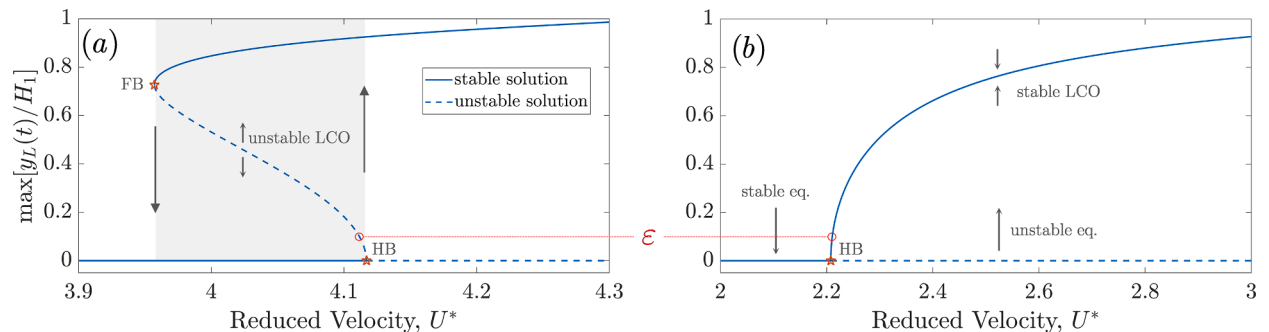 (a)
1
0.8
0.6
0.4
0.2
0
max[y_L(t)/H_1]
FB
unstable LCO
HB
stable solution
unstable solution
3.9
4
4.1
4.2
4.3
Reduced Velocity, U*
ε
(b)
1
0.8
0.6
0.4
0.2
0
stable eq.
HB
stable LCO
unstable eq.
2
2.2
2.4
2.6
2.8
3
Reduced Velocity, U*